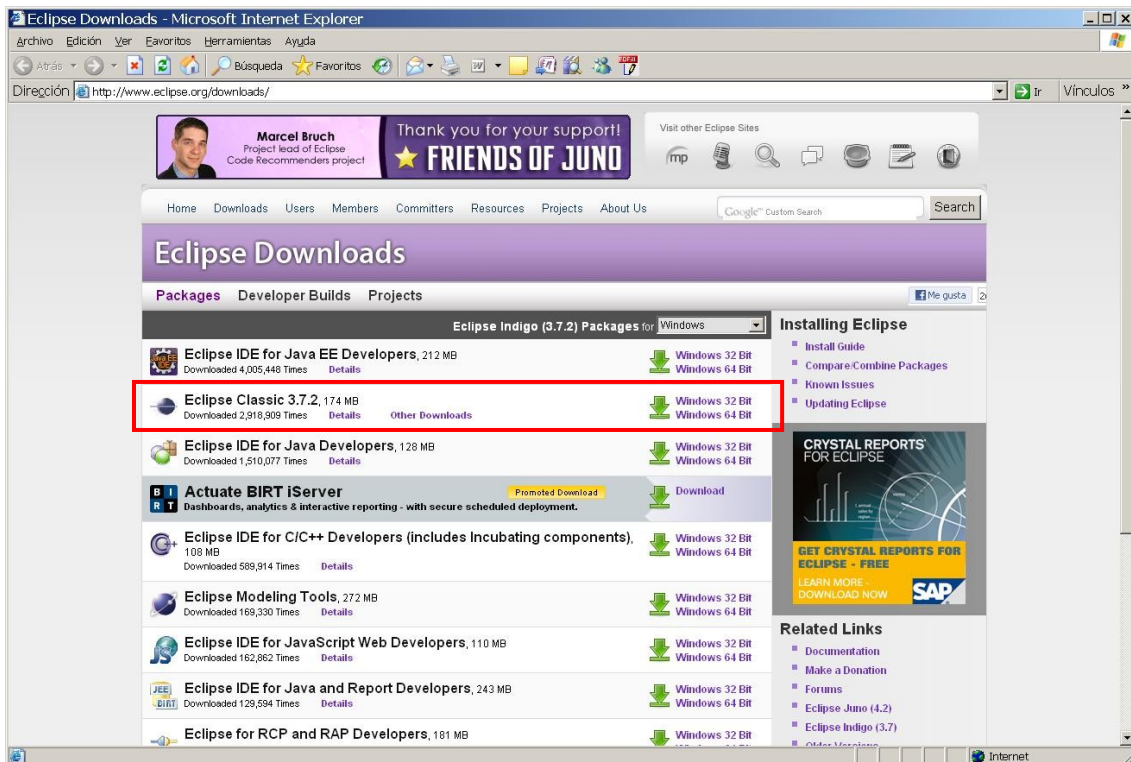 Eclipse Downloads - Microsoft Internet Explorer
Archivo Edición Ver Favoritos Herramientas Ayuda
Atrás Búsqueda Favoritos
Dirección http://www.eclipse.org/downloads/ Ir Vínculos »
Marcel Bruch
Project lead of Eclipse
Code Recommenders project
Thank you for your support!
FRIENDS OF JUNO
Visit other Eclipse Sites
mp
Home Downloads Users Members Committers Resources Projects About Us
Google™ Custom Search Search
Eclipse Downloads
Packages Developer Builds Projects
Me gusta
Eclipse Indigo (3.7.2) Packages for Windows
Eclipse IDE for Java EE Developers, 212 MB
Downloaded 4,005,448 Times Details
Windows 32 Bit
Windows 64 Bit
Eclipse Classic 3.7.2, 174 MB
Downloaded 2,918,909 Times Details Other Downloads
Windows 32 Bit
Windows 64 Bit
Eclipse IDE for Java Developers, 128 MB
Downloaded 1,510,077 Times Details
Windows 32 Bit
Windows 64 Bit
BIRT
Actuate BIRT iServer
Promoted Download
Dashboards, analytics & interactive reporting - with secure scheduled deployment.
Download
Eclipse IDE for C/C++ Developers (includes Incubating components),
108 MB
Downloaded 589,914 Times Details
Windows 32 Bit
Windows 64 Bit
Eclipse Modeling Tools, 272 MB
Downloaded 169,330 Times Details
Windows 32 Bit
Windows 64 Bit
Eclipse IDE for JavaScript Web Developers, 110 MB
Downloaded 162,862 Times Details
Windows 32 Bit
Windows 64 Bit
Eclipse IDE for Java and Report Developers, 243 MB
Downloaded 129,594 Times Details
Windows 32 Bit
Windows 64 Bit
Eclipse for RCP and RAP Developers, 181 MB
Windows 32 Bit
Installing Eclipse
Install Guide
Compare/Combine Packages
Known Issues
Updating Eclipse
CRYSTAL REPORTS®
FOR ECLIPSE
GET CRYSTAL REPORTS FOR
ECLIPSE - FREE
LEARN MORE -
DOWNLOAD NOW
SAP
Related Links
Documentation
Make a Donation
Forums
Eclipse Juno (4.2)
Eclipse Indigo (3.7)
Older Versions
Internet